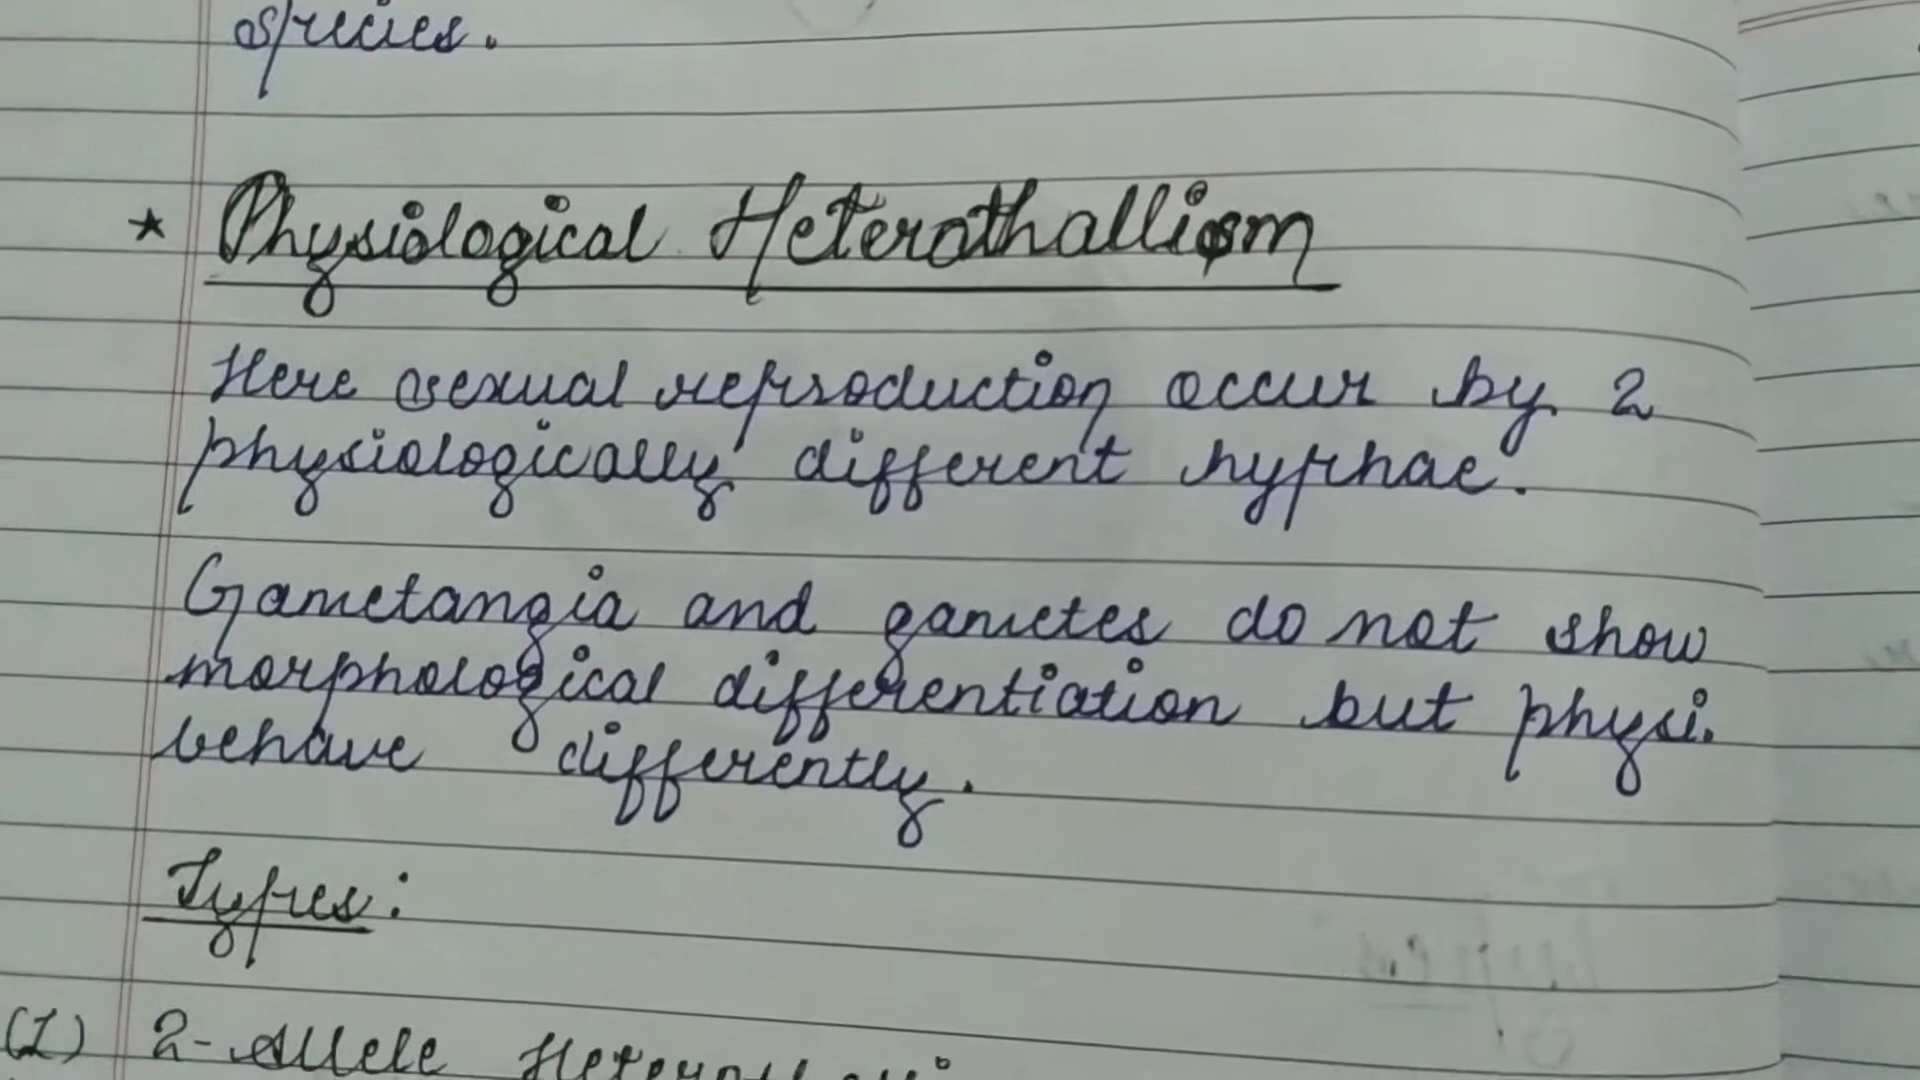 species.
★ Physiological Heterothallism
Here sexual reproduction occur by 2
physiologically different hyphae.
Gametangia and gametes do not show
morphological differentiation but physi.
behave differently.
Types:
(1) 2-Allele